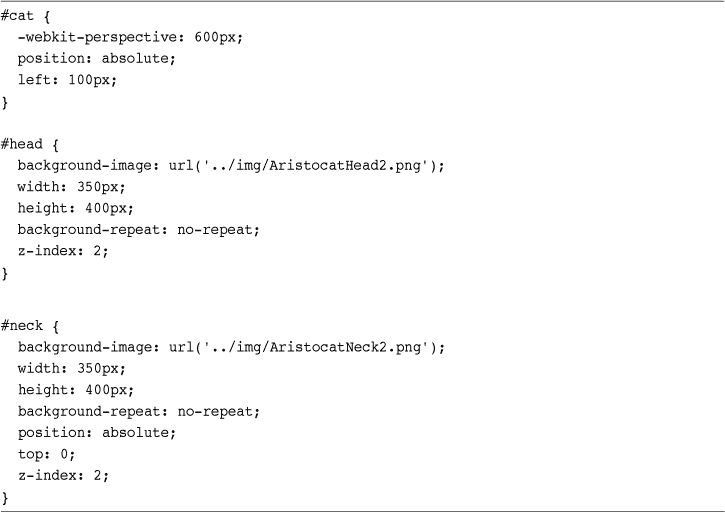 #cat {
  -webkit-perspective: 600px;
  position: absolute;
  left: 100px;
}
#head {
  background-image: url('../img/AristocatHead2.png');
  width: 350px;
  height: 400px;
  background-repeat: no-repeat;
  z-index: 2;
}
#neck {
  background-image: url('../img/AristocatNeck2.png');
  width: 350px;
  height: 400px;
  background-repeat: no-repeat;
  position: absolute;
  top: 0;
  z-index: 2;
}